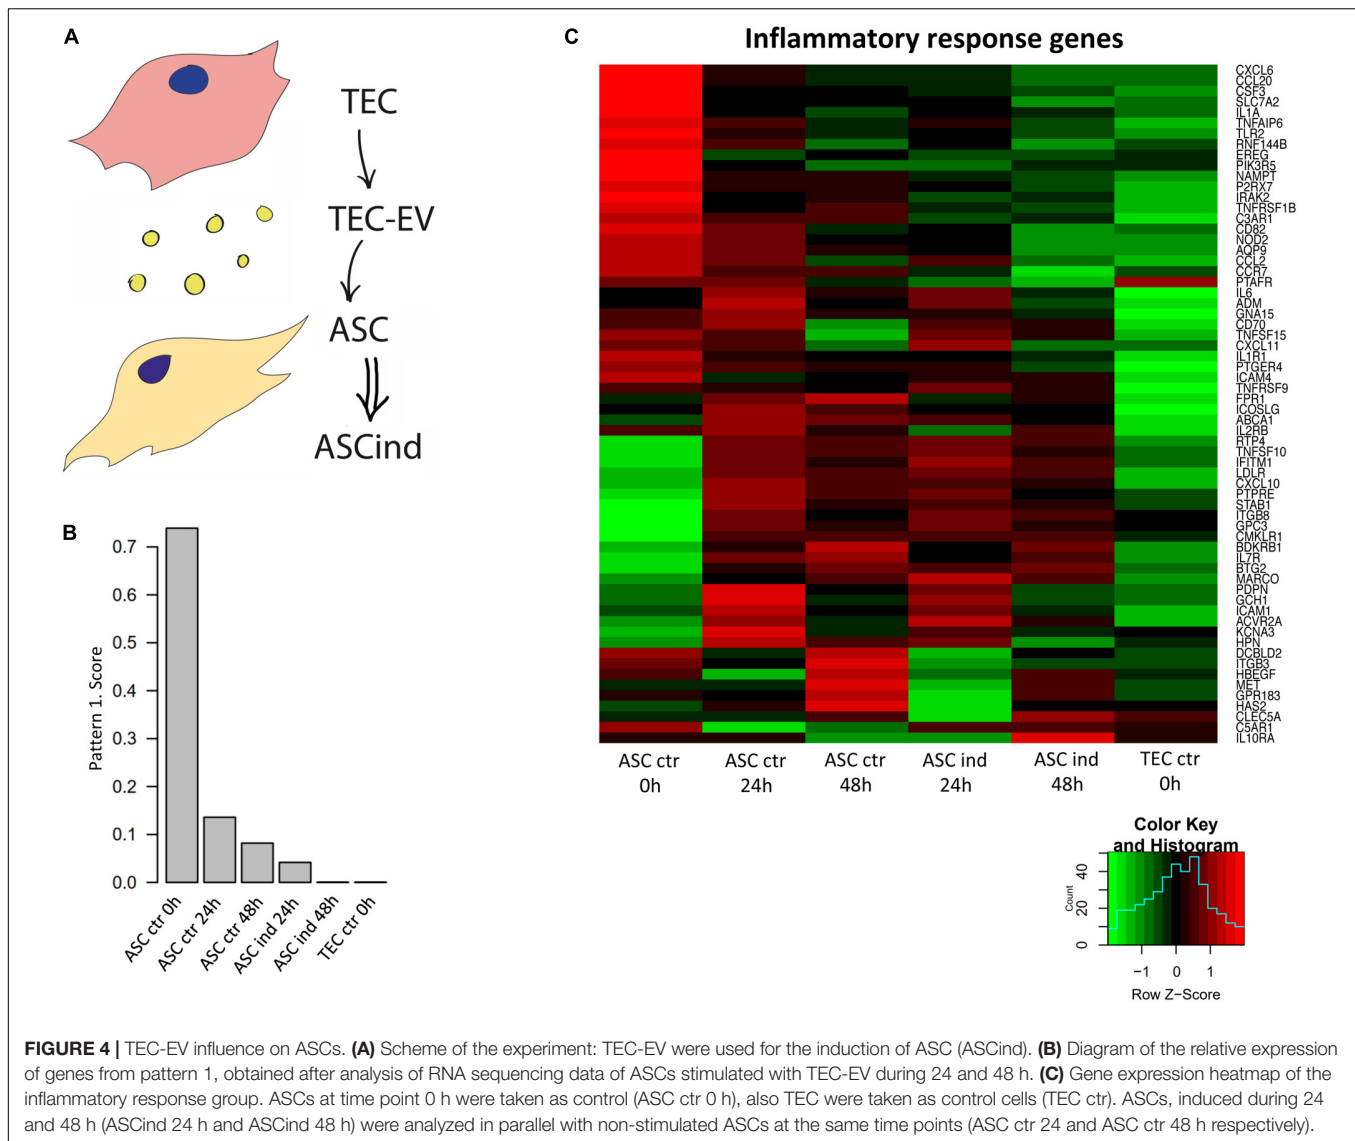 A
TEC
TEC-EV
ASC
ASCind
B
Pattern 1. Score
0.7
0.6
0.5
0.4
0.3
0.2
0.1
0.0
ASC ctr 0h
ASC ctr 24h
ASC ctr 48h
ASC ind 24h
ASC ind 48h
TEC ctr 0h
C
Inflammatory response genes
CXCL6
CCL20
CSF3
SLC7A2
IL1A
TNFAIP6
TLR2
RNF144B
EREG
PIK3R5
NAMPT
P2RX7
IRAK2
TNFRSF1B
C3AR1
CD82
NOD2
AQP9
CCL2
CCR7
PTAFR
IL6
ADM
GNA15
CD70
TNFSF15
CXCL11
IL1R1
PTGER4
ICAM4
TNFRSF9
FPR1
ICOSLG
ABCA1
IL2RB
RTP4
TNFSF10
IFITM1
LDLR
CXCL10
PTPRE
STAB1
ITGB8
GPC3
CMKLR1
BDKRB1
IL7R
BTG2
MARCO
PDPN
GCH1
ICAM1
ACVR2A
KCNA3
HPN
DCBLD2
ITGB3
HBEGF
MET
GPR183
HAS2
CLEC5A
C5AR1
IL10RA
ASC ctr 0h
ASC ctr 24h
ASC ctr 48h
ASC ind 24h
ASC ind 48h
TEC ctr 0h
Color Key
and Histogram
Count
0 20 40
−1 0 1
Row Z−Score
FIGURE 4 | TEC-EV influence on ASCs. (A) Scheme of the experiment: TEC-EV were used for the induction of ASC (ASCind). (B) Diagram of the relative expression
of genes from pattern 1, obtained after analysis of RNA sequencing data of ASCs stimulated with TEC-EV during 24 and 48 h. (C) Gene expression heatmap of the
inflammatory response group. ASCs at time point 0 h were taken as control (ASC ctr 0 h), also TEC were taken as control cells (TEC ctr). ASCs, induced during 24
and 48 h (ASCind 24 h and ASCind 48 h) were analyzed in parallel with non-stimulated ASCs at the same time points (ASC ctr 24 and ASC ctr 48 h respectively).